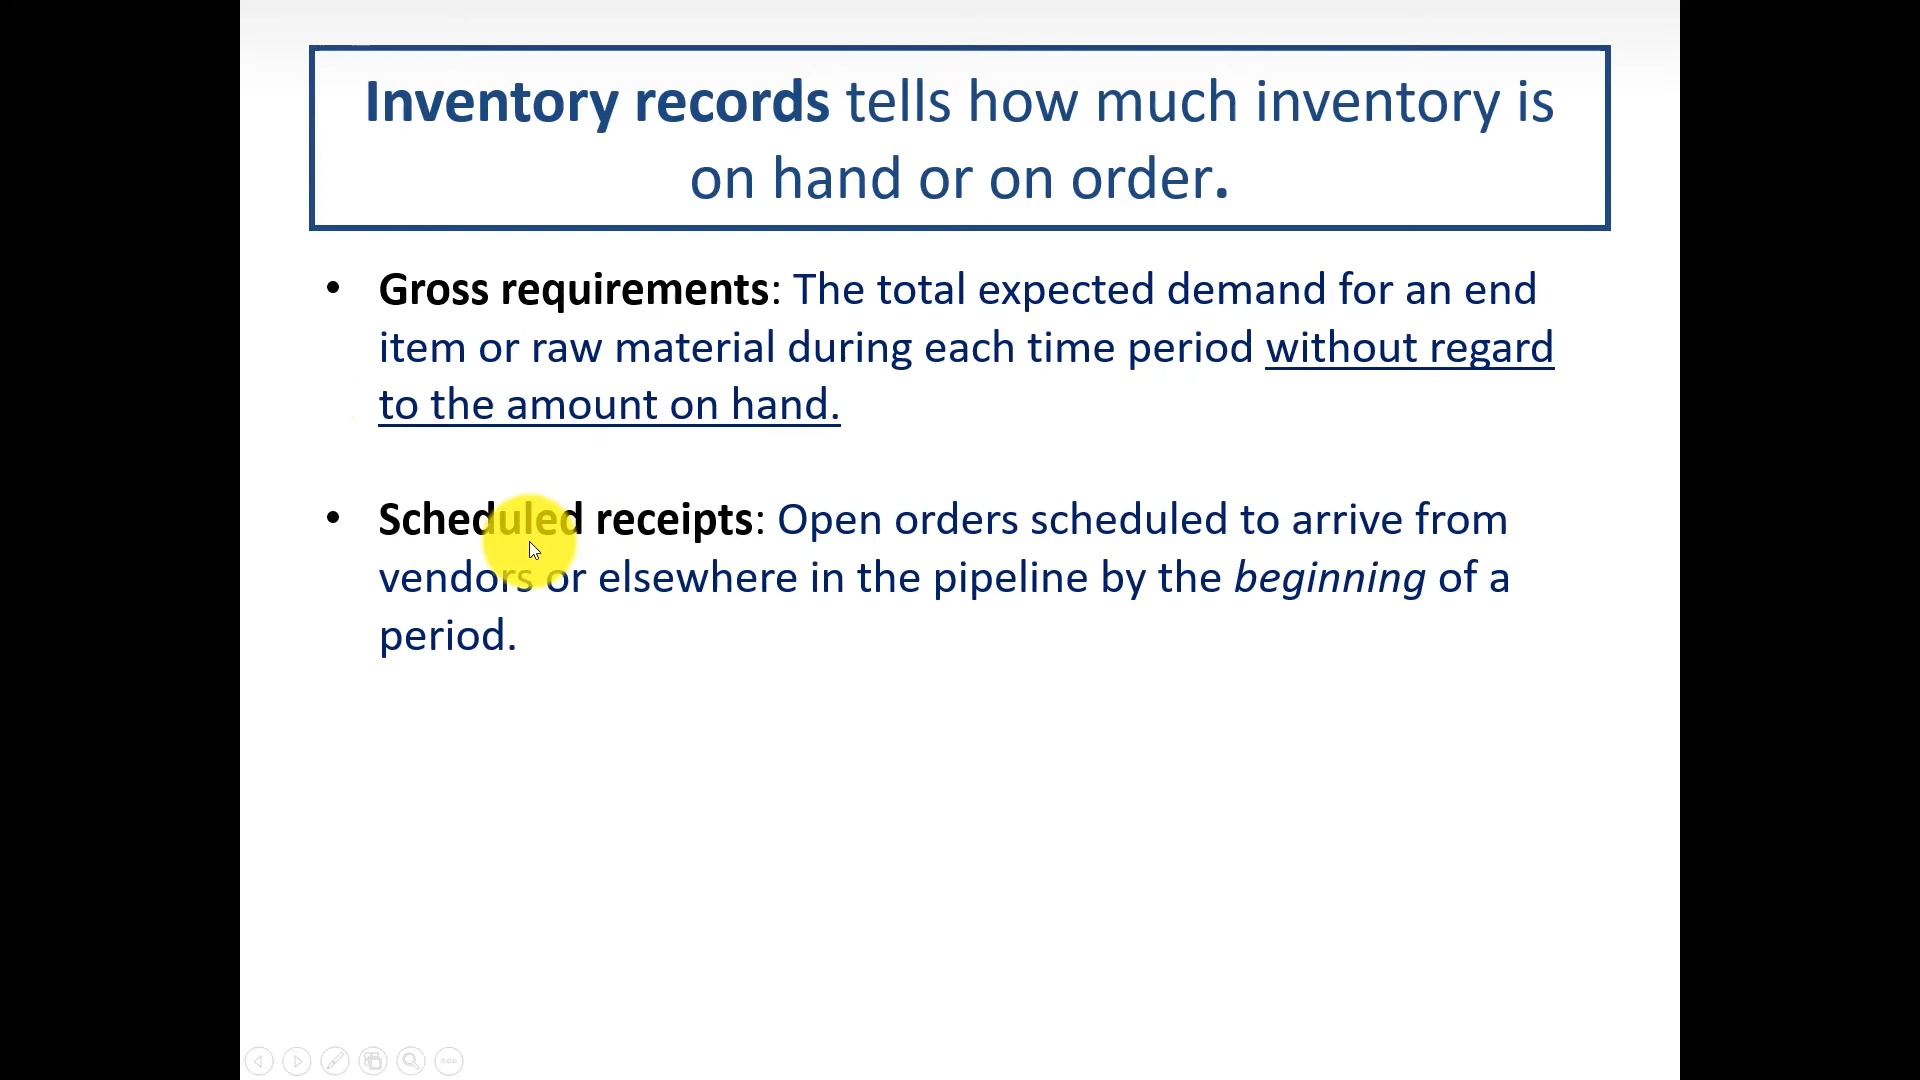 Inventory records tells how much inventory is
on hand or on order.
• Gross requirements: The total expected demand for an end
item or raw material during each time period without regard
to the amount on hand.
• Scheduled receipts: Open orders scheduled to arrive from
vendors or elsewhere in the pipeline by the beginning of a
period.